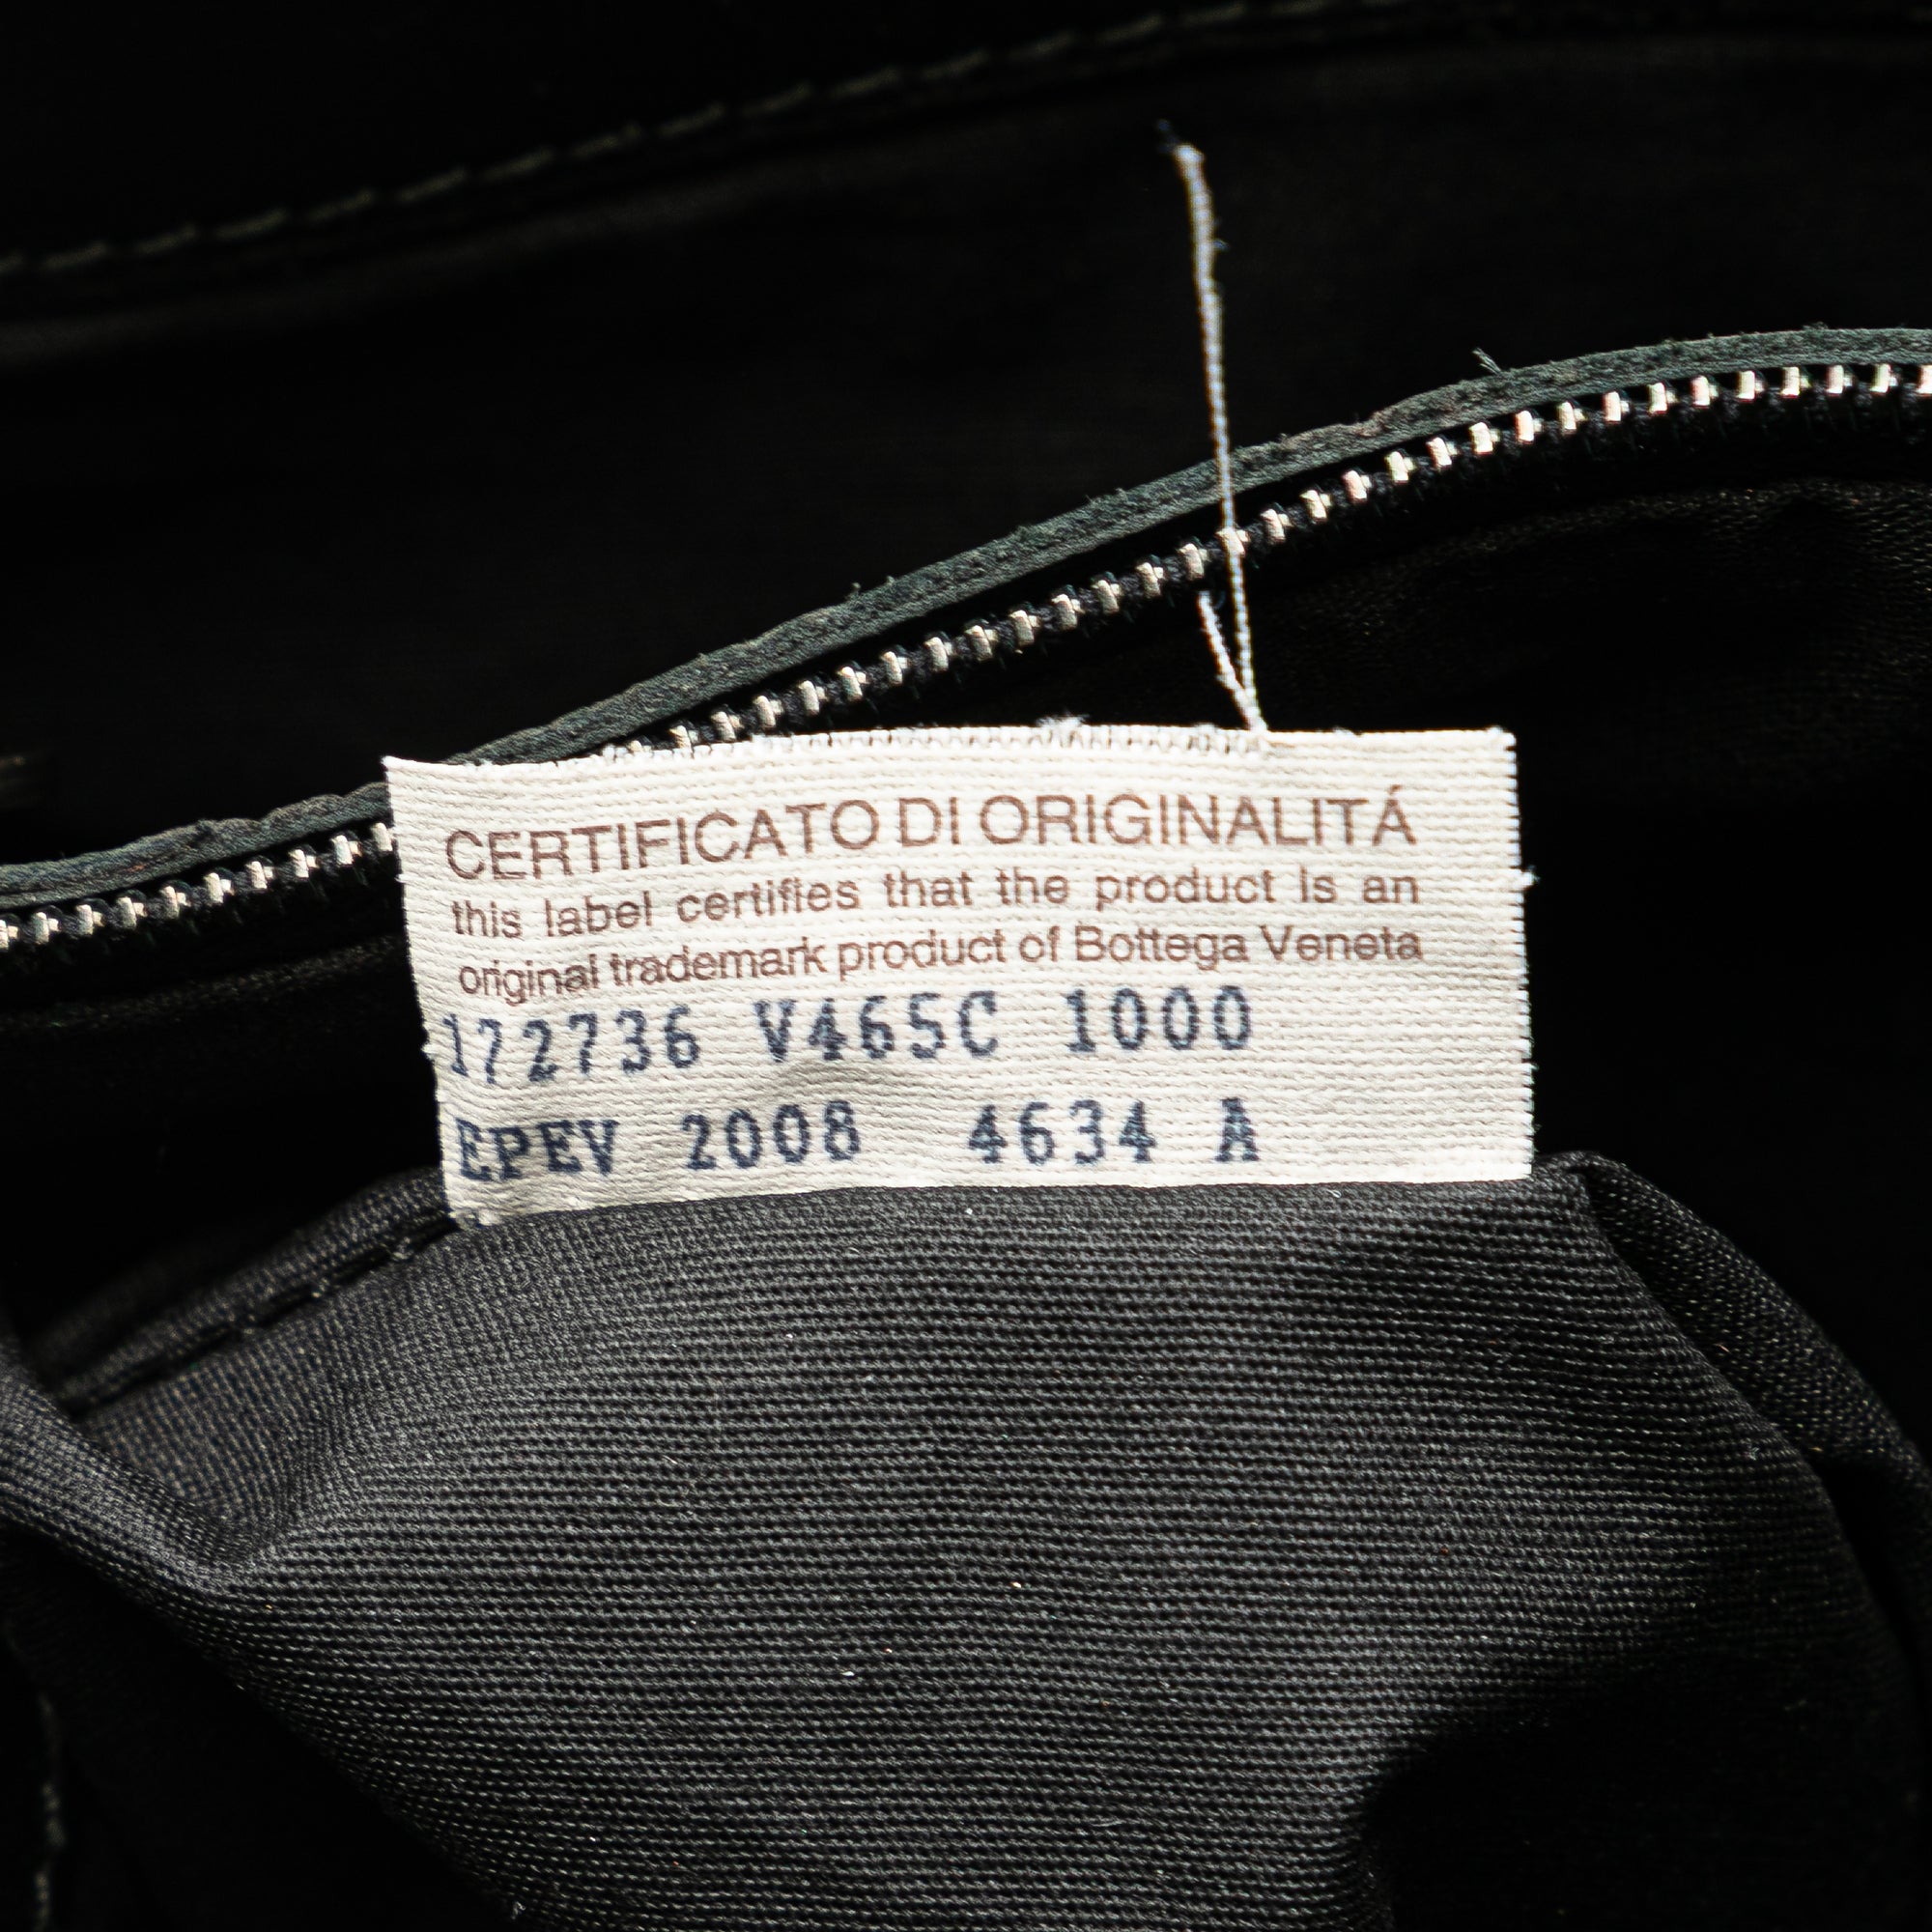 CERTIFICATO DI ORIGINALITÁ
this label certifies that the product is an
original trademark product of Bottega Veneta
172736 V465C 1000
EPEV 2008 4634 A